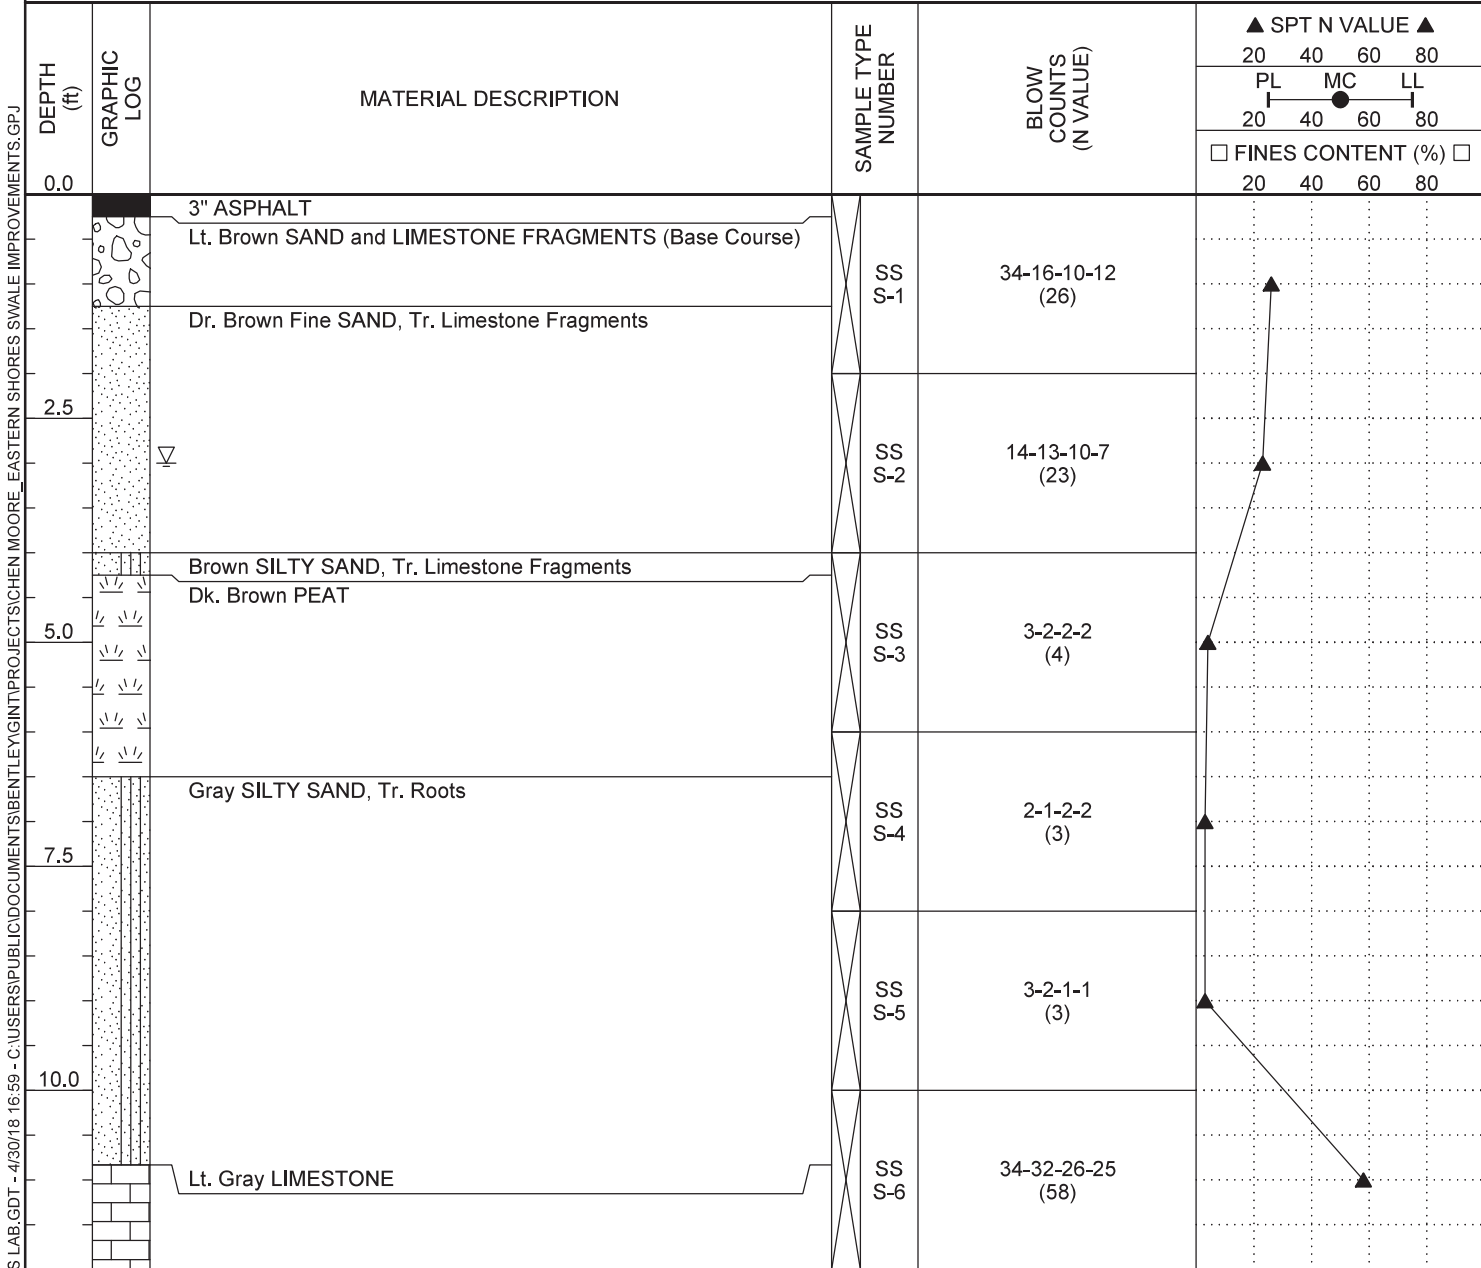 DEPTH
(ft)
GRAPHIC
LOG
MATERIAL DESCRIPTION
SAMPLE TYPE
NUMBER
BLOW
COUNTS
(N VALUE)
▲ SPT N VALUE ▲
20 40 60 80
PL MC LL
20 40 60 80
□ FINES CONTENT (%) □
20 40 60 80
0.0
3" ASPHALT
Lt. Brown SAND and LIMESTONE FRAGMENTS (Base Course)
SS
S-1
34-16-10-12
(26)
Dr. Brown Fine SAND, Tr. Limestone Fragments
2.5
SS
S-2
14-13-10-7
(23)
Brown SILTY SAND, Tr. Limestone Fragments
Dk. Brown PEAT
5.0
SS
S-3
3-2-2-2
(4)
Gray SILTY SAND, Tr. Roots
SS
S-4
2-1-2-2
(3)
7.5
SS
S-5
3-2-1-1
(3)
10.0
Lt. Gray LIMESTONE
SS
S-6
34-32-26-25
(58)
S LAB.GDT - 4/30/18 16:59 - C:\USERS\PUBLIC\DOCUMENTS\BENTLEY\GINT\PROJECTS\CHEN MOORE_EASTERN SHORES SWALE IMPROVEMENTS.GPJ